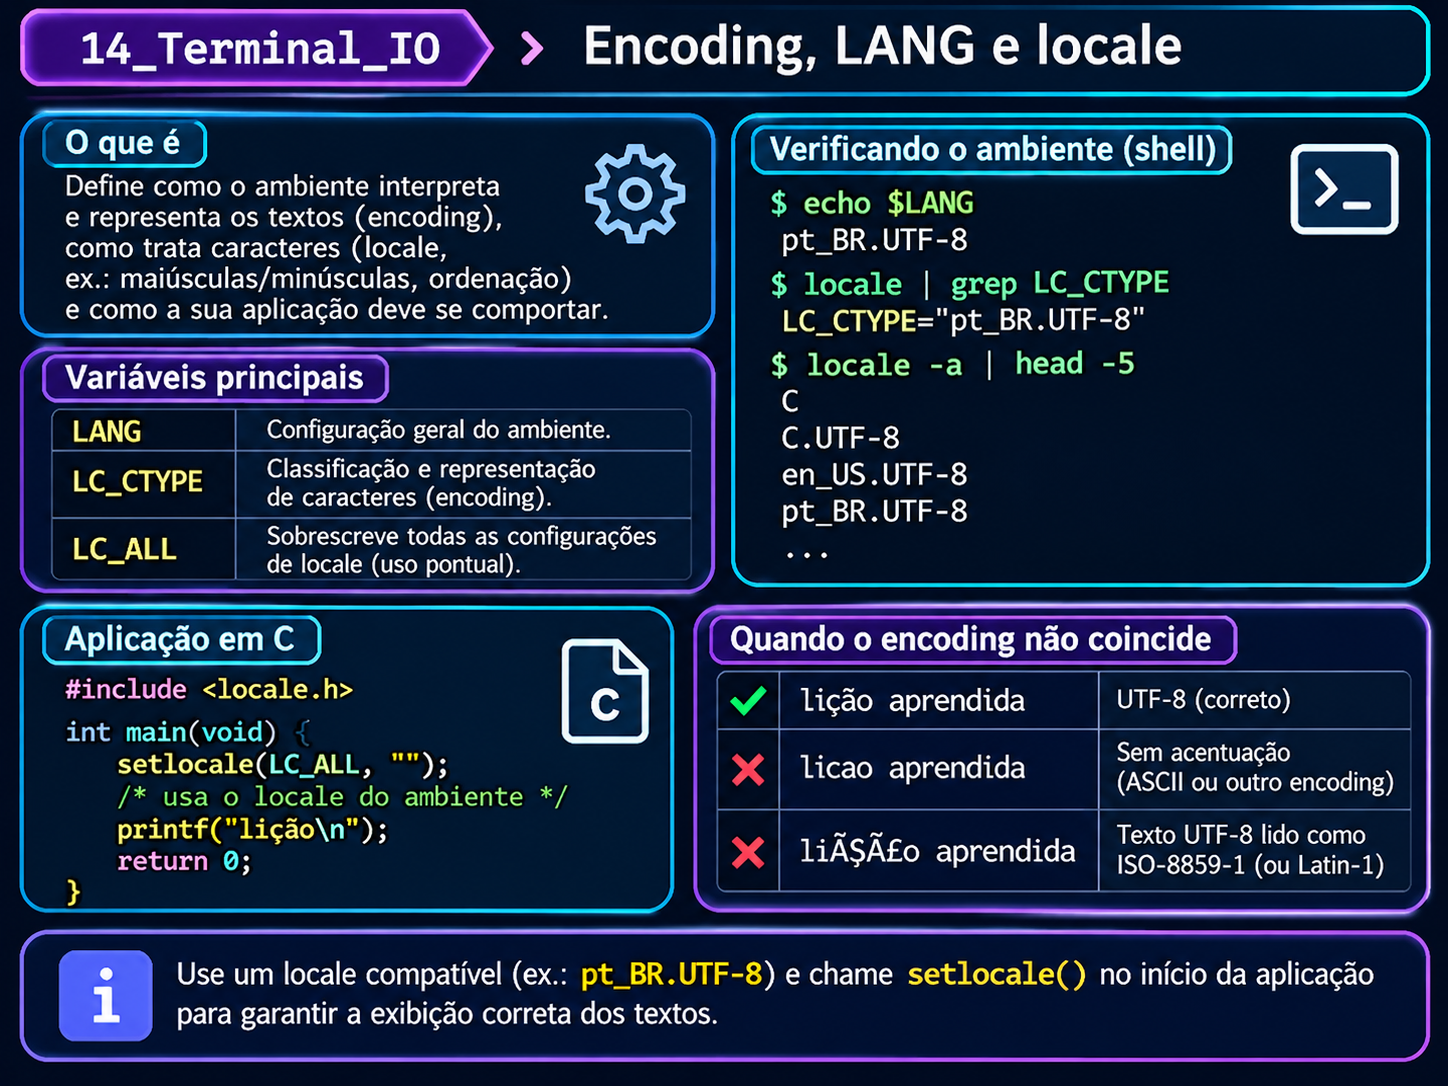 14_Terminal_IO
Encoding, LANG e locale
O que é
Define como o ambiente interpreta
e representa os textos (encoding),
como trata caracteres (locale,
ex.: maiúsculas/minúsculas, ordenação)
e como a sua aplicação deve se comportar.
Variáveis principais
LANG
Configuração geral do ambiente.
LC_CTYPE
Classificação e representação
de caracteres (encoding).
LC_ALL
Sobrescreve todas as configurações
de locale (uso pontual).
Verificando o ambiente (shell)
$ echo $LANG
pt_BR.UTF-8
$ locale | grep LC_CTYPE
LC_CTYPE="pt_BR.UTF-8"
$ locale -a | head -5
C
C.UTF-8
en_US.UTF-8
pt_BR.UTF-8
...
Aplicação em C
C
#include <locale.h>
int main(void) {
setlocale(LC_ALL, "");
/* usa o locale do ambiente */
printf("lição\n");
return 0;
}
Quando o encoding não coincide
lição aprendida
UTF-8 (correto)
licao aprendida
Sem acentuação
(ASCII ou outro encoding)
liÃŞÃ£o aprendida
Texto UTF-8 lido como
ISO-8859-1 (ou Latin-1)
Use um locale compatível (ex.: pt_BR.UTF-8) e chame setlocale() no início da aplicação
para garantir a exibição correta dos textos.